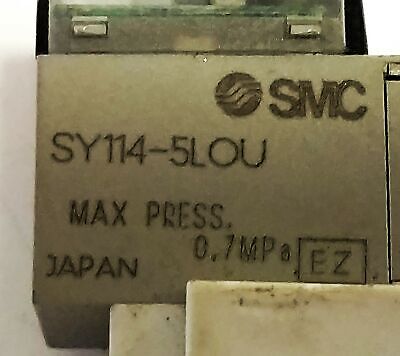 SMC
SY114-5LOU
MAX PRESS.
0.7MPa
JAPAN
EZ